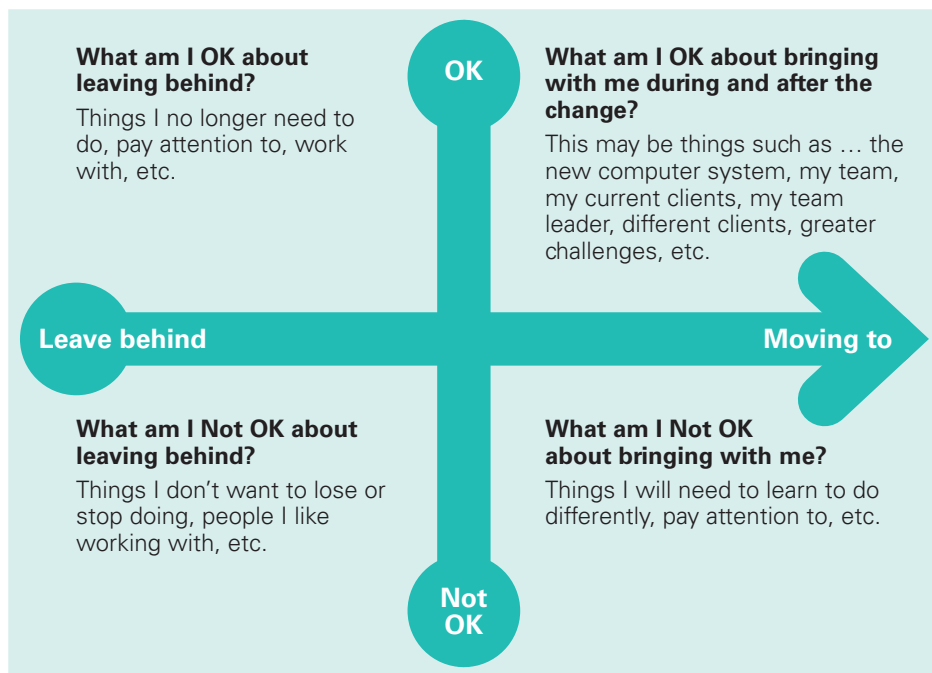 What am I OK about
leaving behind?
Things I no longer need to
do, pay attention to, work
with, etc.
OK
What am I OK about bringing
with me during and after the
change?
This may be things such as … the
new computer system, my team,
my current clients, my team
leader, different clients, greater
challenges, etc.
Leave behind
Moving to
What am I Not OK about
leaving behind?
Things I don’t want to lose or
stop doing, people I like
working with, etc.
What am I Not OK
about bringing with me?
Things I will need to learn to do
differently, pay attention to, etc.
Not
OK